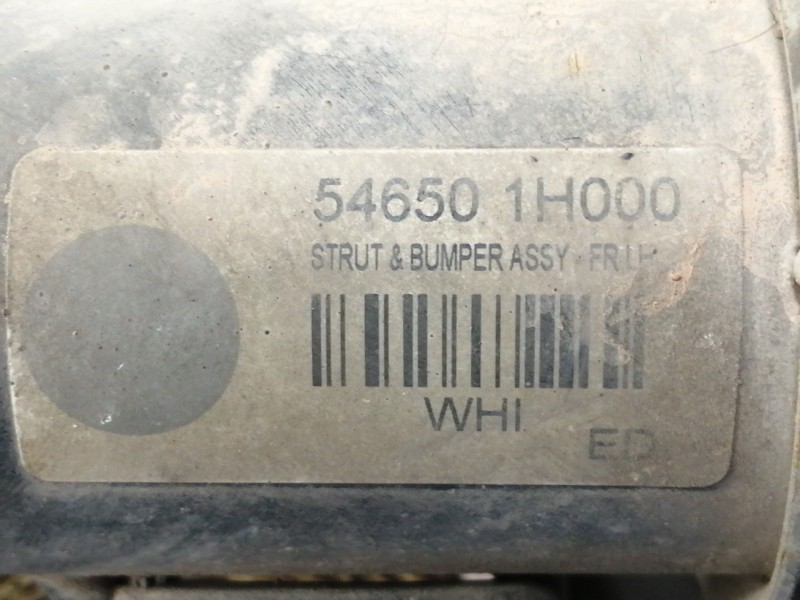 54650 1H000
STRUT & BUMPER ASSY - FR LH
WHI
ED